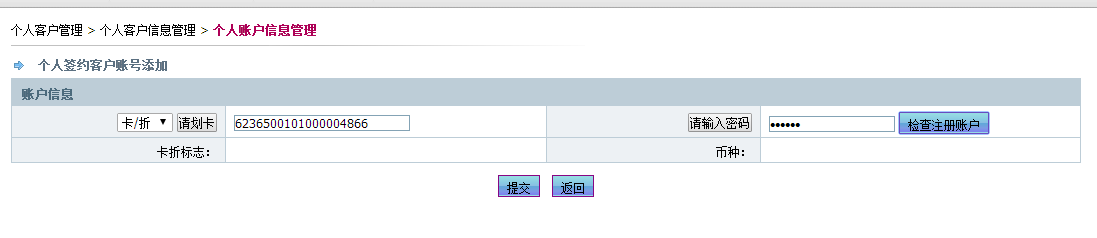 个人客户管理 > 个人客户信息管理 > 个人账户信息管理
个人签约客户账号添加
账户信息
卡/折 请划卡 6236500101000004866 请输入密码 •••••• 检查注册账户
卡折标志: 币种:
提交 返回